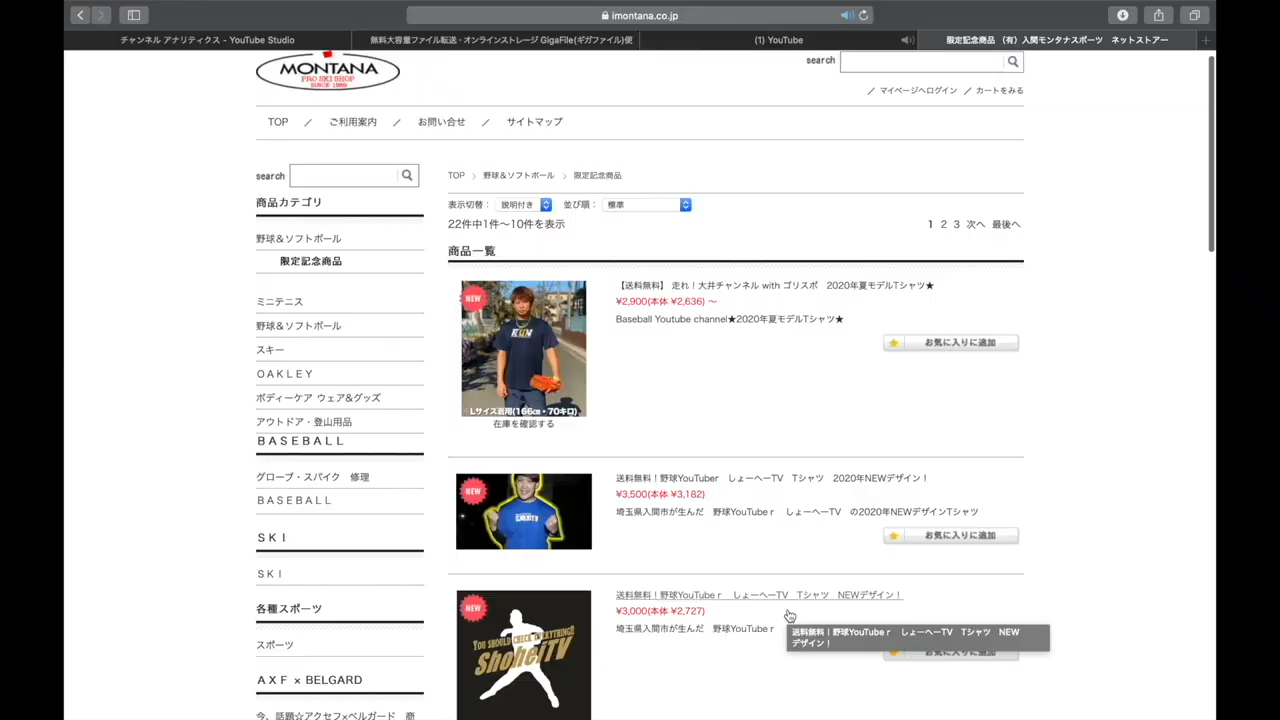 imontana.co.jp
チャンネル アナリティクス - YouTube Studio
無料大容量ファイル転送・オンラインストレージ GigaFile(ギガファイル)便
(1) YouTube
限定記念商品 （有）入間モンタナスポーツ ネットストアー
MONTANA
PRO SKI SHOP
SINCE 1989
search
／ マイページへログイン ／ カートをみる
TOP ／ ご利用案内 ／ お問い合せ ／ サイトマップ
search
商品カテゴリ
野球＆ソフトボール
限定記念商品
ミニテニス
野球＆ソフトボール
スキー
ＯＡＫＬＥＹ
ボディーケア ウェア&グッズ
アウトドア・登山用品
ＢＡＳＥＢＡＬＬ
グローブ・スパイク　修理
ＢＡＳＥＢＡＬＬ
ＳＫＩ
ＳＫＩ
各種スポーツ
スポーツ
ＡＸＦ × BELGARD
今、話題☆アクセフ×ベルガード　商
TOP 〉 野球＆ソフトボール 〉 限定記念商品
表示切替： 説明付き 並び順： 標準
22件中1件～10件を表示
1 2 3 次へ 最後へ
商品一覧
NEW
RUN
Lサイズ着用(166㎝・70キロ)
在庫を確認する
【送料無料】 走れ！大井チャンネル with ゴリスポ　2020年夏モデルTシャツ★
¥2,900(本体 ¥2,636) ～
Baseball Youtube channel★2020年夏モデルTシャツ★
お気に入りに追加
NEW
送料無料！野球YouTuber　しょーへーTV　Tシャツ　2020年NEWデザイン！
¥3,500(本体 ¥3,182)
埼玉県入間市が生んだ　野球YouTubeｒ　しょーへーTV　の2020年NEWデザインTシャツ
お気に入りに追加
NEW
YOU SHOULD CHECK EVERYTHING!!
ShoheiTV
送料無料！野球YouTubeｒ　しょーへーTV　Tシャツ　NEWデザイン！
¥3,000(本体 ¥2,727)
埼玉県入間市が生んだ　野球YouTubeｒ
送料無料！野球YouTubeｒ　しょーへーTV　Tシャツ　NEW
デザイン！
お気に入りに追加